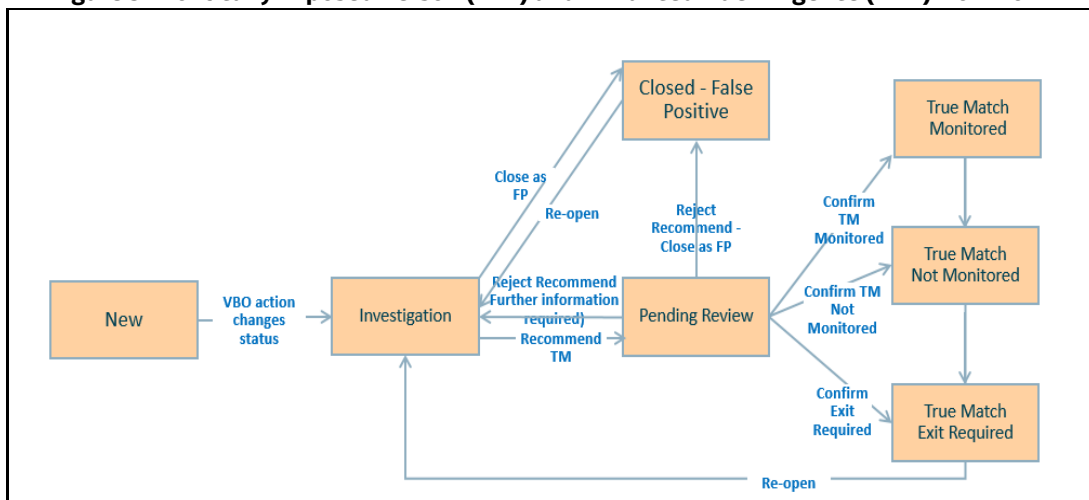 Closed - False
Positive
True Match
Monitored
Close as
FP
Re-open
Reject
Recommend -
Close as FP
Confirm
TM
Monitored
True Match
Not Monitored
New
VBO action
changes
status
Investigation
Reject Recommend
Further information
required)
Recommend
TM
Pending Review
Confirm TM
Not
Monitored
Confirm
Exit
Required
True Match
Exit Required
Re-open